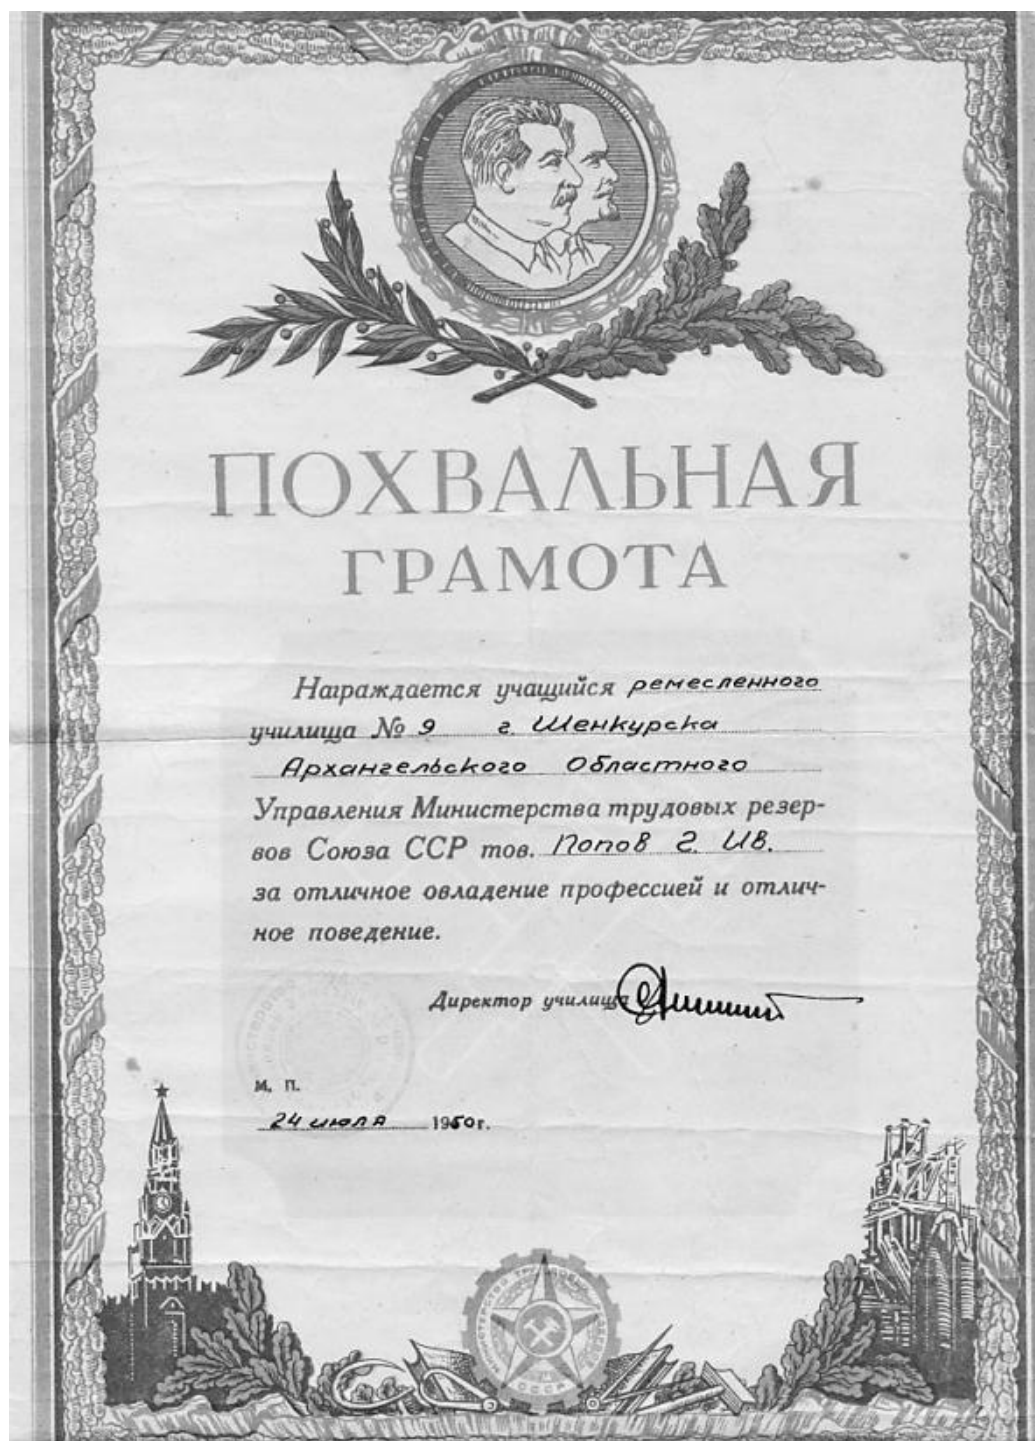 ПОХВАЛЬНАЯ
ГРАМОТА
Награждается учащийся ремесленного
училища № 9 г. Шенкурска
Архангельского Областного
Управления Министерства трудовых резер-
вов Союза ССР тов. Попов Г. Ив.
за отличное овладение профессией и отлич-
ное поведение.
Директор училища
М. П.
24 июля 1950г.
СССР